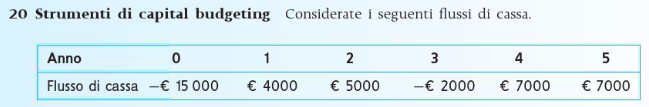 20 Strumenti di capital budgeting Considerate i seguenti flussi di cassa.
Anno 0 1 2 3 4 5
Flusso di cassa −€ 15 000 € 4000 € 5000 −€ 2000 € 7000 € 7000